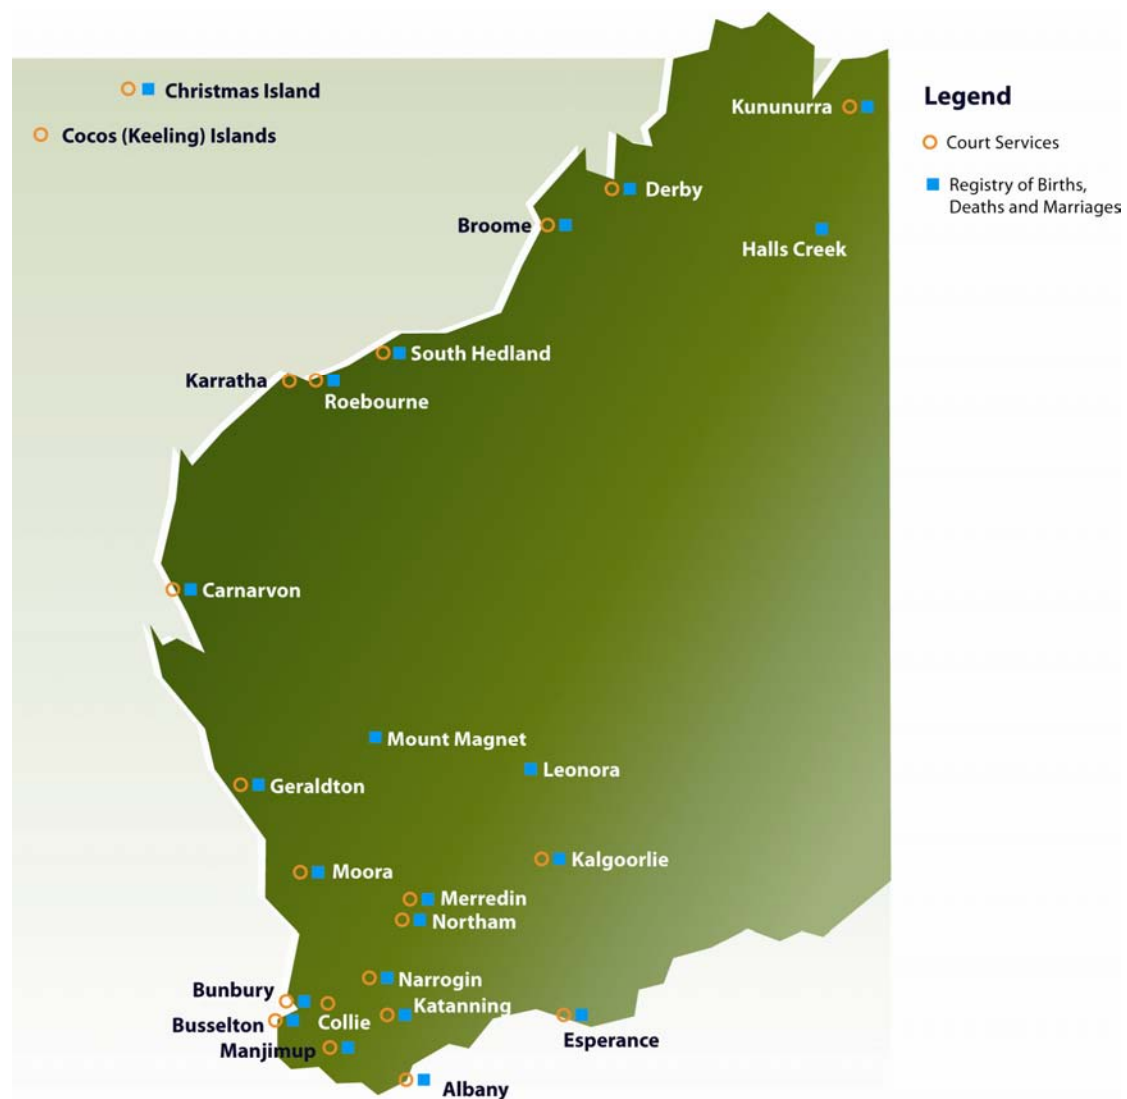 Christmas Island
Cocos (Keeling) Islands
Kununurra
Legend
Court Services
Registry of Births,
Deaths and Marriages
Derby
Broome
Halls Creek
South Hedland
Karratha
Roebourne
Carnarvon
Mount Magnet
Leonora
Geraldton
Kalgoorlie
Moora
Merredin
Northam
Narrogin
Bunbury
Katanning
Collie
Busselton
Esperance
Manjimup
Albany